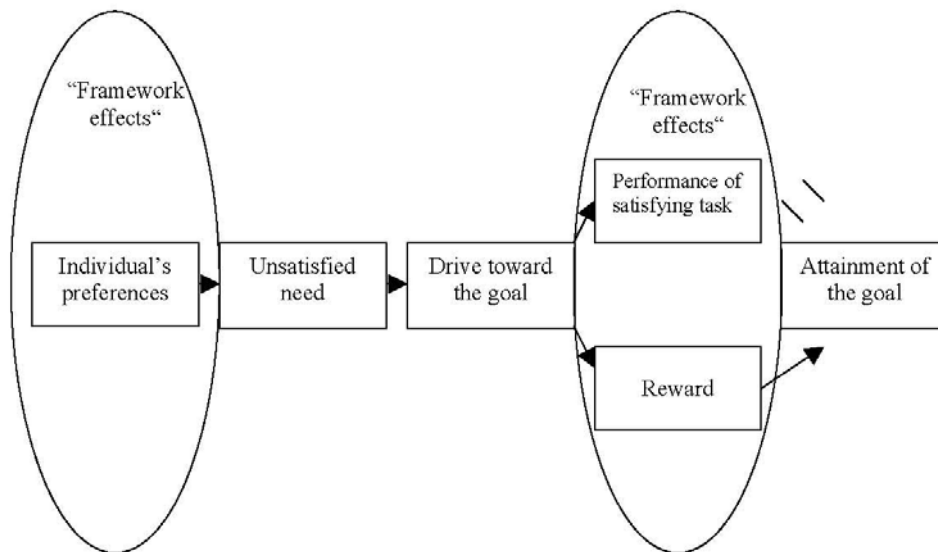 “Framework
effects“
Individual’s
preferences
Unsatisfied
need
Drive toward
the goal
“Framework
effects“
Performance of
satisfying task
Reward
Attainment of
the goal